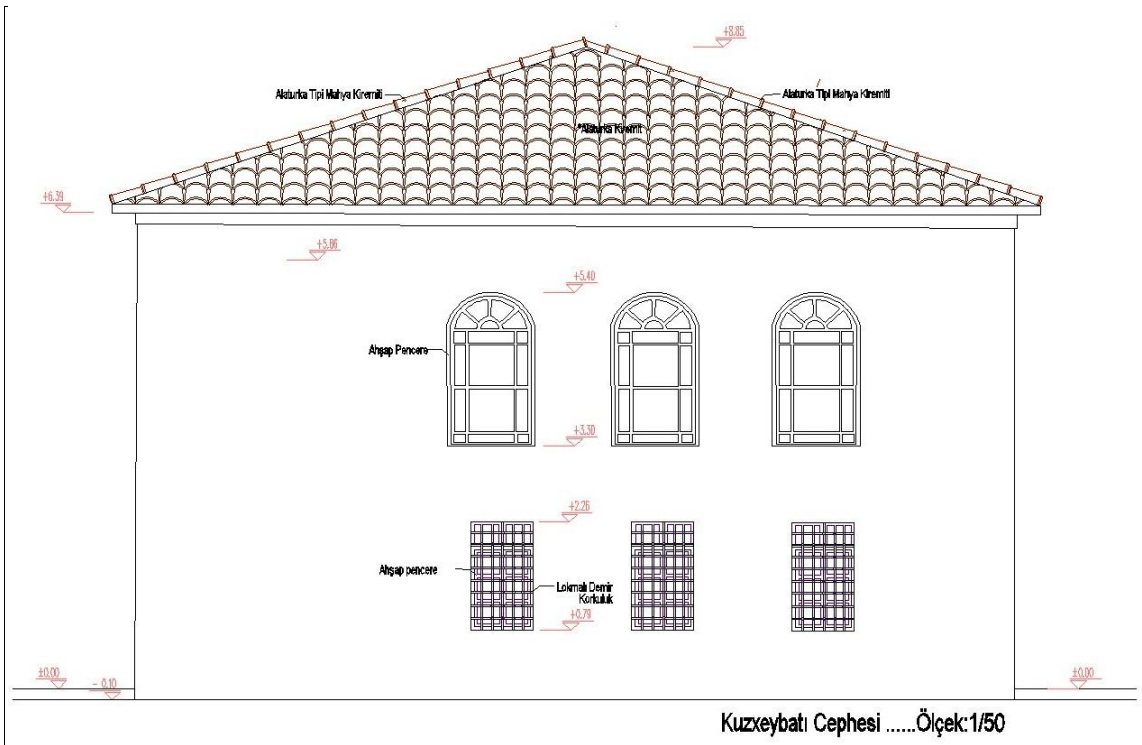 +8.85
Alaturka Tipi Mahya Kiremiti
Alaturka Tipi Mahya Kiremiti
*Alaturka Kiremit
+6.39
+5.66
+5.40
Ahşap Pencere
+3.30
+2.26
Ahşap pencere
Lokmalı Demir
Korkuluk
+0.79
±0.00
- 0.10
±0.00
Kuzxeybatı Cephesi ......Ölçek:1/50